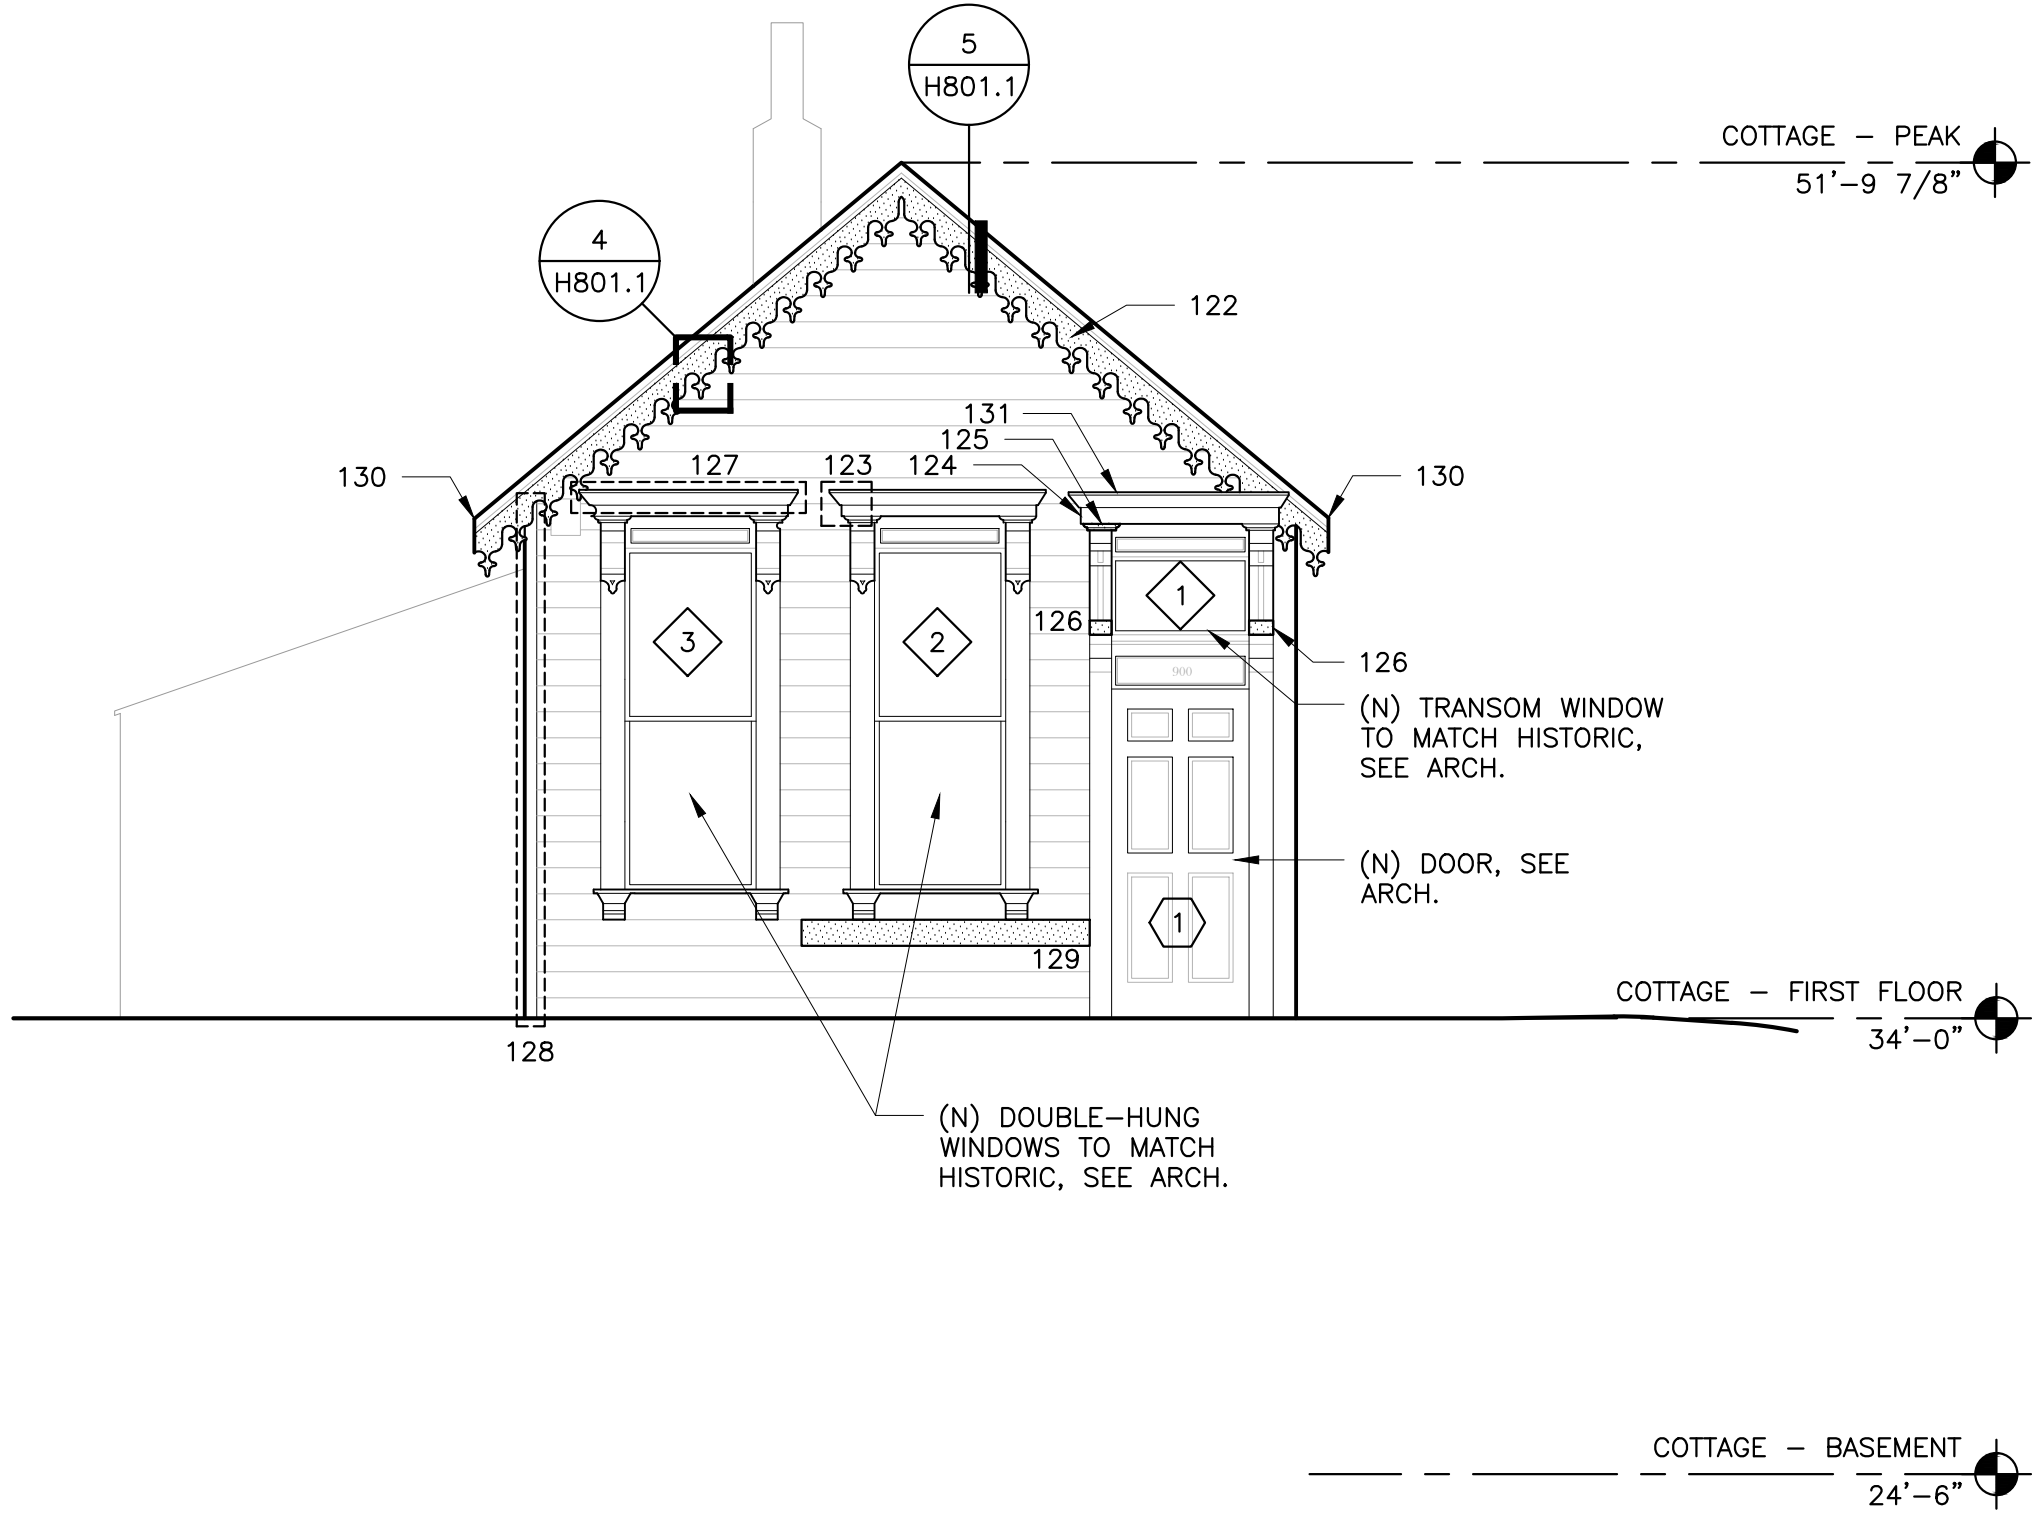 5
H801.1
COTTAGE – PEAK
51'–9 7/8"
4
H801.1
122
131
125
124
127
123
130
130
3
2
1
126
126
900
(N) TRANSOM WINDOW
TO MATCH HISTORIC,
SEE ARCH.
(N) DOOR, SEE
ARCH.
1
129
COTTAGE – FIRST FLOOR
34'–0"
128
(N) DOUBLE–HUNG
WINDOWS TO MATCH
HISTORIC, SEE ARCH.
COTTAGE – BASEMENT
24'–6"